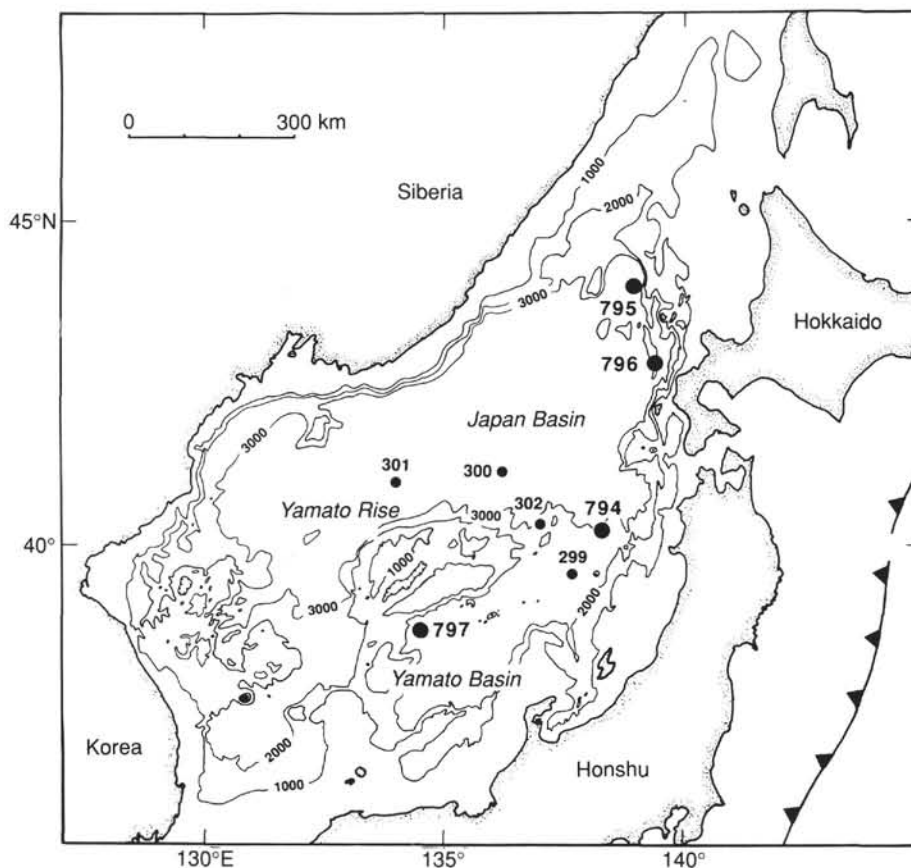 0 300 km
Siberia
1000
2000
45°N
3000
795
Hokkaido
796
Japan Basin
3000
301
300
302
794
Yamato Rise
3000
40°
1000
299
3000
2000
797
Yamato Basin
Korea
2000
1000
Honshu
130°E
135°
140°